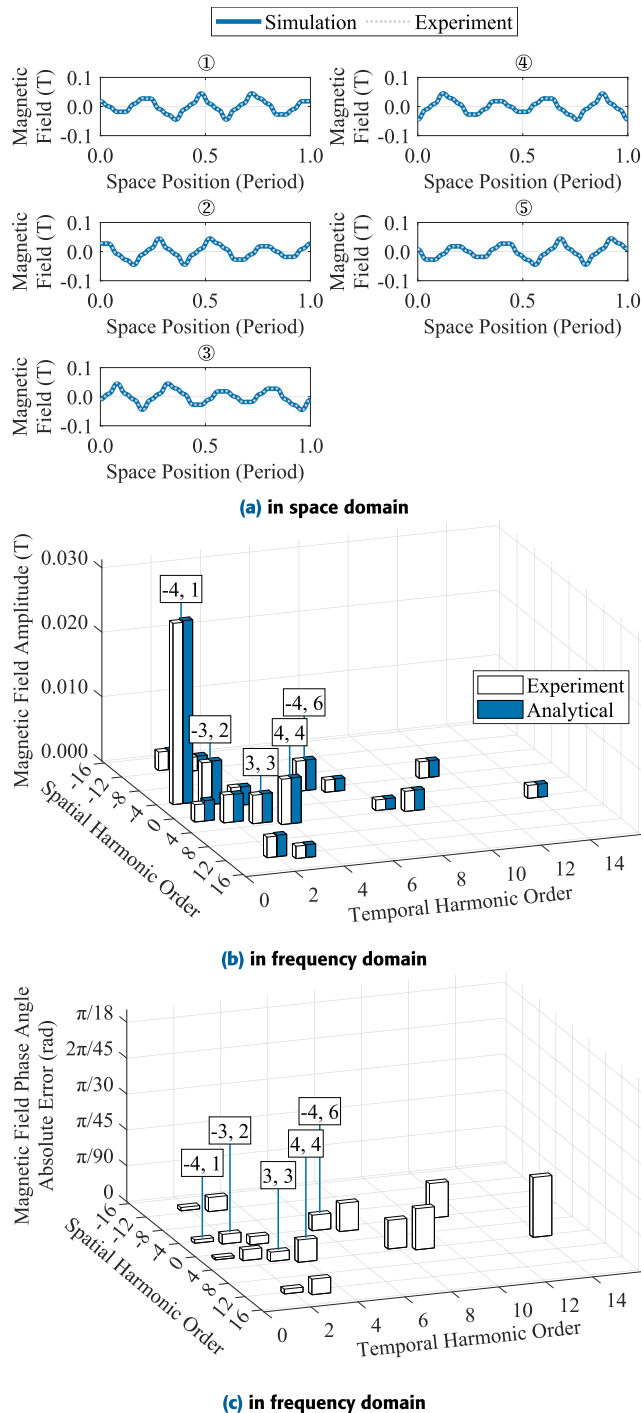 Simulation Experiment
①
Magnetic
Field (T)
0.1
0.0
-0.1
0.0 0.5 1.0
Space Position (Period)
④
Magnetic
Field (T)
0.1
0.0
-0.1
0.0 0.5 1.0
Space Position (Period)
②
Magnetic
Field (T)
0.1
0.0
-0.1
0.0 0.5 1.0
Space Position (Period)
⑤
Magnetic
Field (T)
0.1
0.0
-0.1
0.0 0.5 1.0
Space Position (Period)
③
Magnetic
Field (T)
0.1
0.0
-0.1
0.0 0.5 1.0
Space Position (Period)
(a) in space domain
Magnetic Field Amplitude (T)
0.030
0.020
0.010
0.000
-4, 1
-3, 2
3, 3
4, 4
-4, 6
Experiment
Analytical
-16 -12 -8 -4 0 4 8 12 16
Spatial Harmonic Order
0 2 4 6 8 10 12 14
Temporal Harmonic Order
(b) in frequency domain
Magnetic Field Phase Angle
Absolute Error (rad)
π/18
2π/45
π/30
π/45
π/90
0
-4, 1
-3, 2
3, 3
4, 4
-4, 6
-16 -12 -8 -4 0 4 8 12 16
Spatial Harmonic Order
0 2 4 6 8 10 12 14
Temporal Harmonic Order
(c) in frequency domain